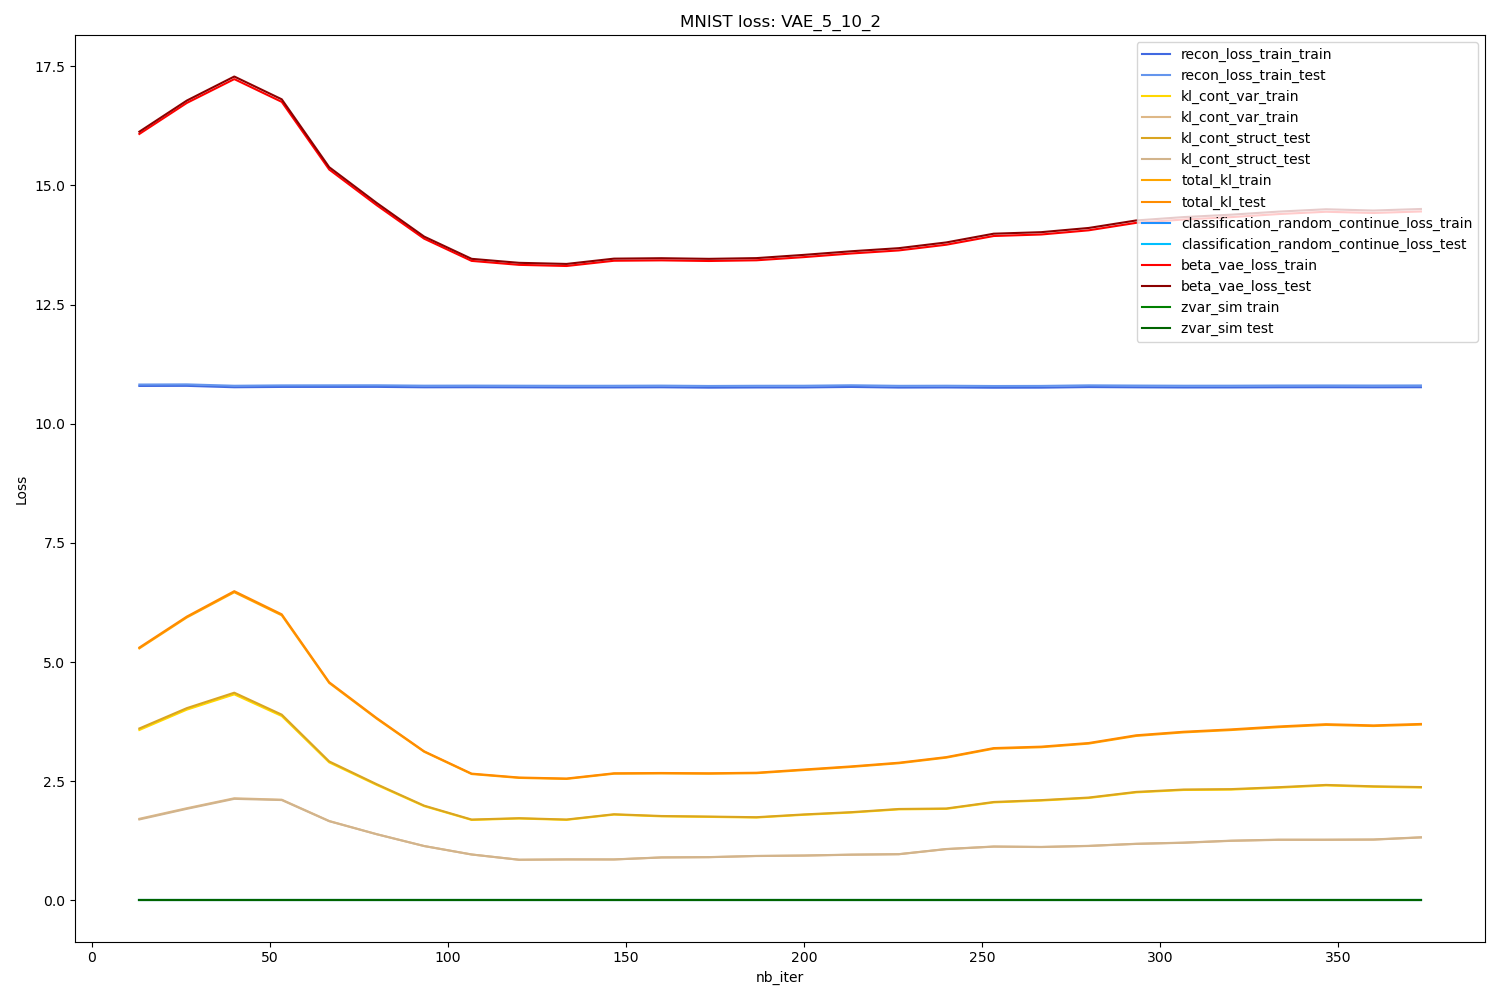 MNIST loss: VAE_5_10_2
recon_loss_train_train
recon_loss_train_test
kl_cont_var_train
kl_cont_var_train
kl_cont_struct_test
kl_cont_struct_test
total_kl_train
total_kl_test
classification_random_continue_loss_train
classification_random_continue_loss_test
beta_vae_loss_train
beta_vae_loss_test
zvar_sim train
zvar_sim test
17.5
15.0
12.5
10.0
7.5
5.0
2.5
0.0
Loss
0 50 100 150 200 250 300 350
nb_iter